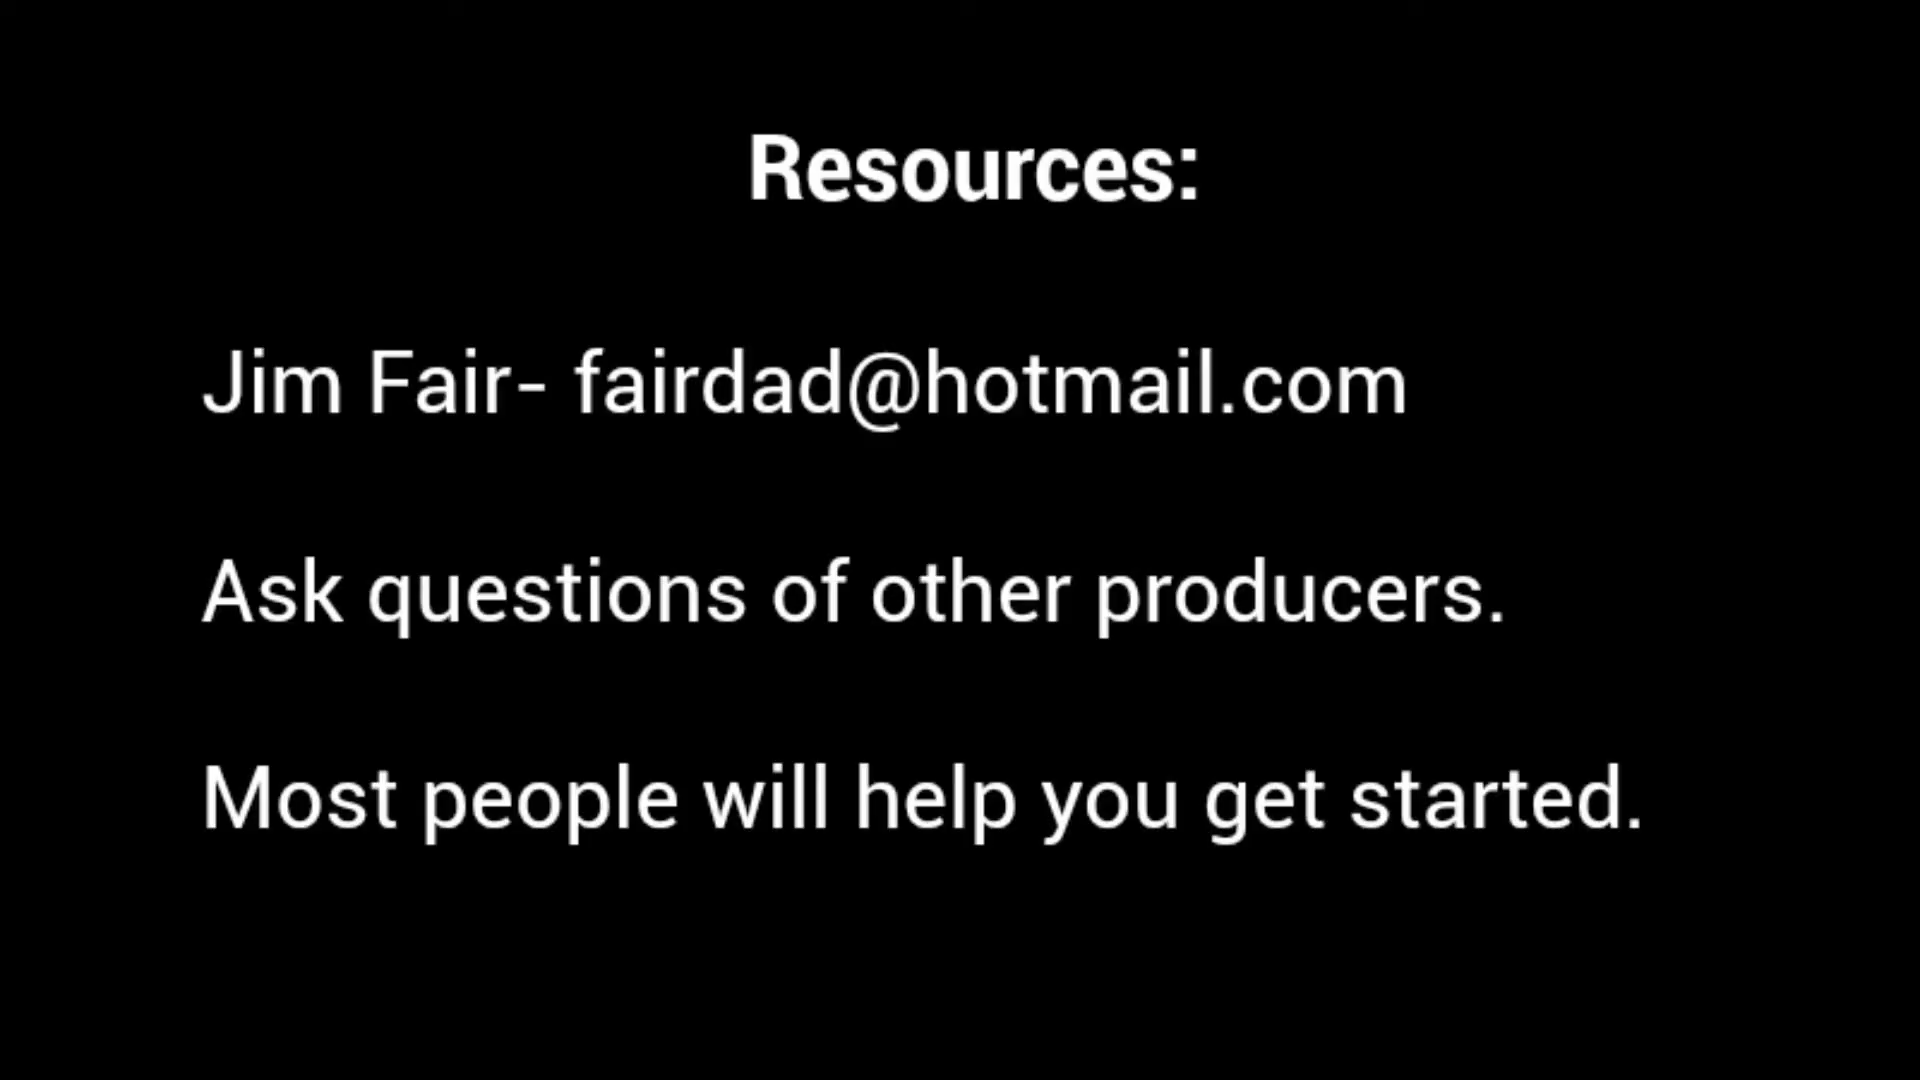 Resources:
Jim Fair- fairdad@hotmail.com
Ask questions of other producers.
Most people will help you get started.